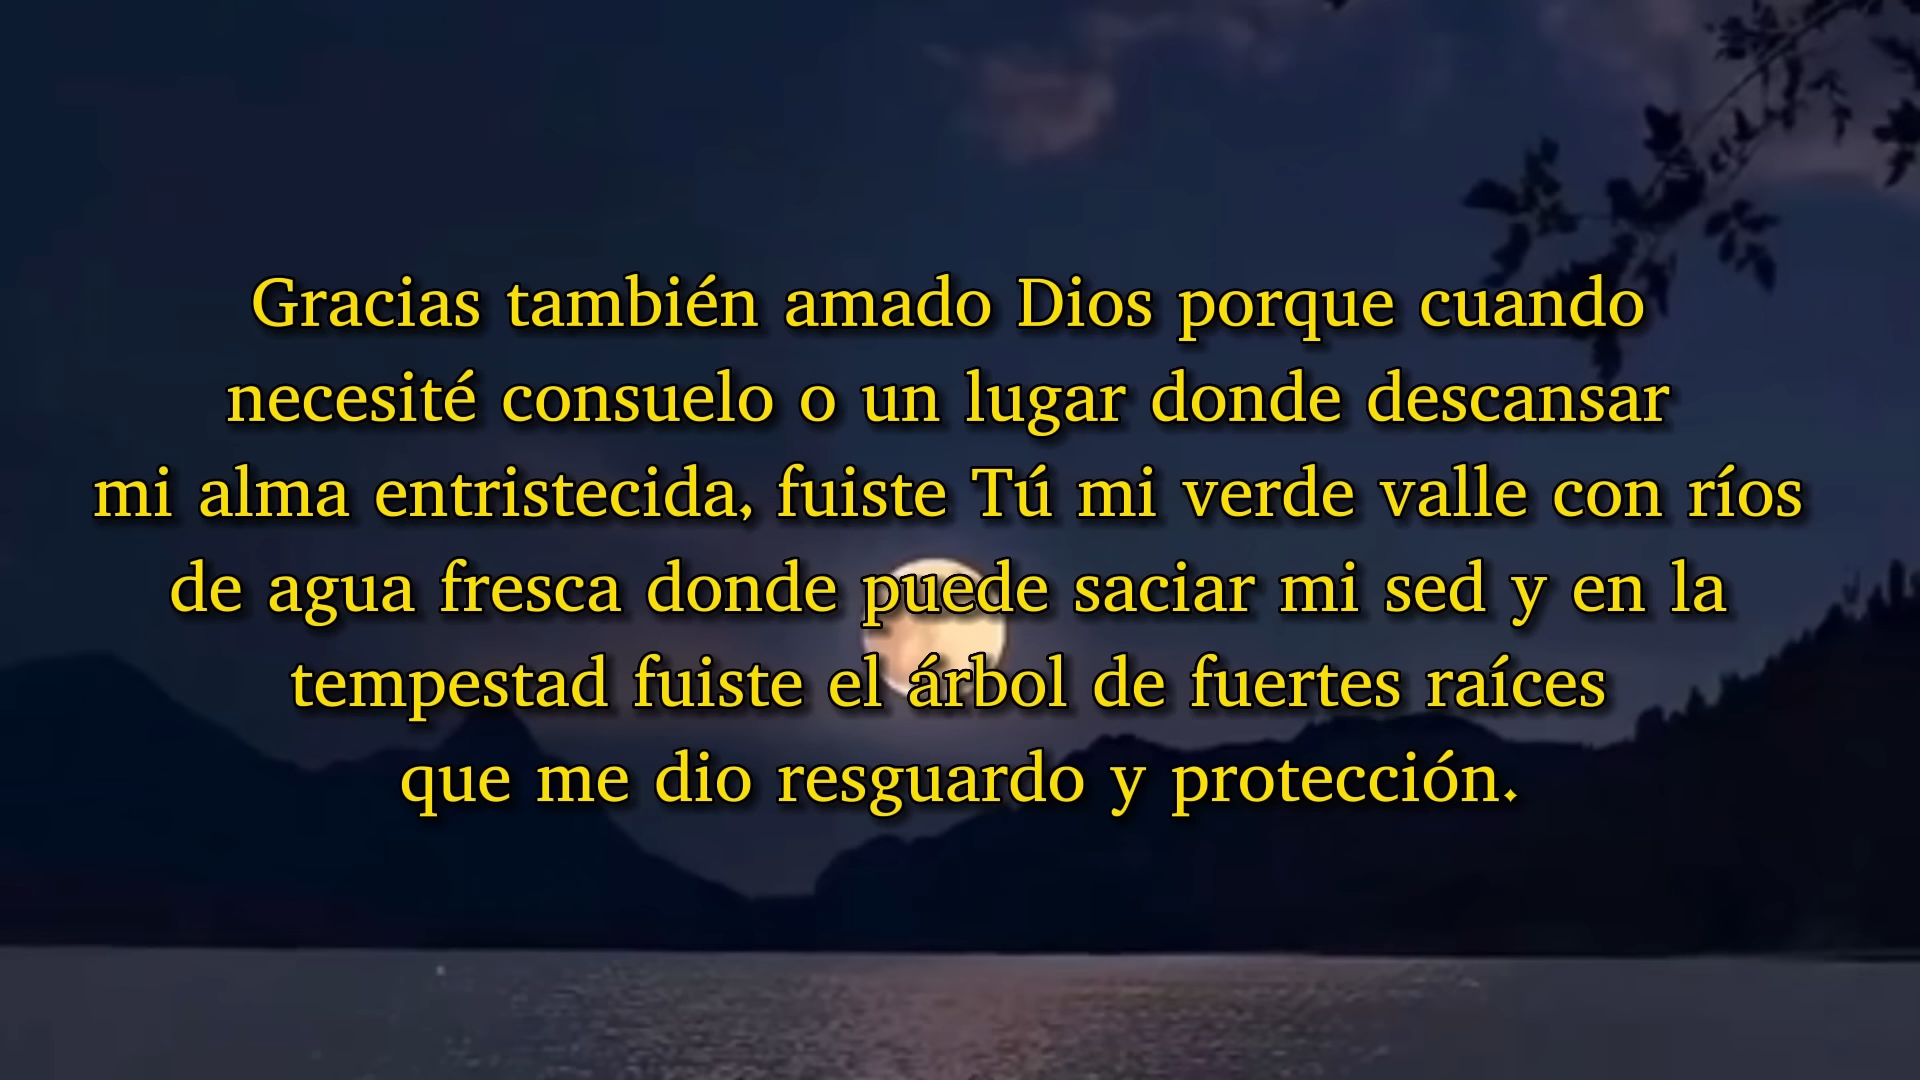 Gracias también amado Dios porque cuando
necesité consuelo o un lugar donde descansar
mi alma entristecida, fuiste Tú mi verde valle con ríos
de agua fresca donde puede saciar mi sed y en la
tempestad fuiste el árbol de fuertes raíces
que me dio resguardo y protección.